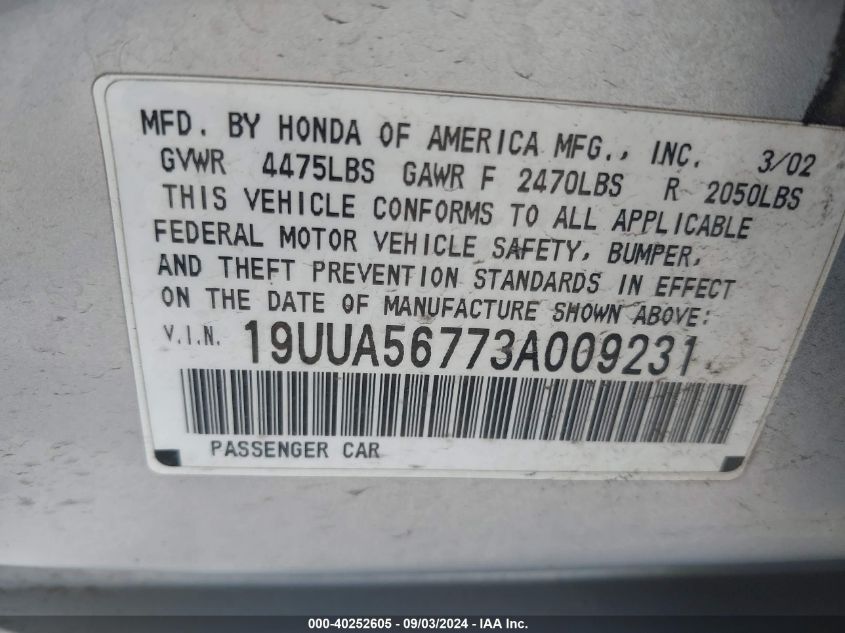 MFD. BY HONDA OF AMERICA MFG., INC. 3/02
GVWR 4475LBS GAWR F 2470LBS R 2050LBS
THIS VEHICLE CONFORMS TO ALL APPLICABLE
FEDERAL MOTOR VEHICLE SAFETY, BUMPER,
AND THEFT PREVENTION STANDARDS IN EFFECT
ON THE DATE OF MANUFACTURE SHOWN ABOVE:
V.I.N. 19UUA56773A009231
PASSENGER CAR
000-40252605 - 09/03/2024 - IAA Inc.